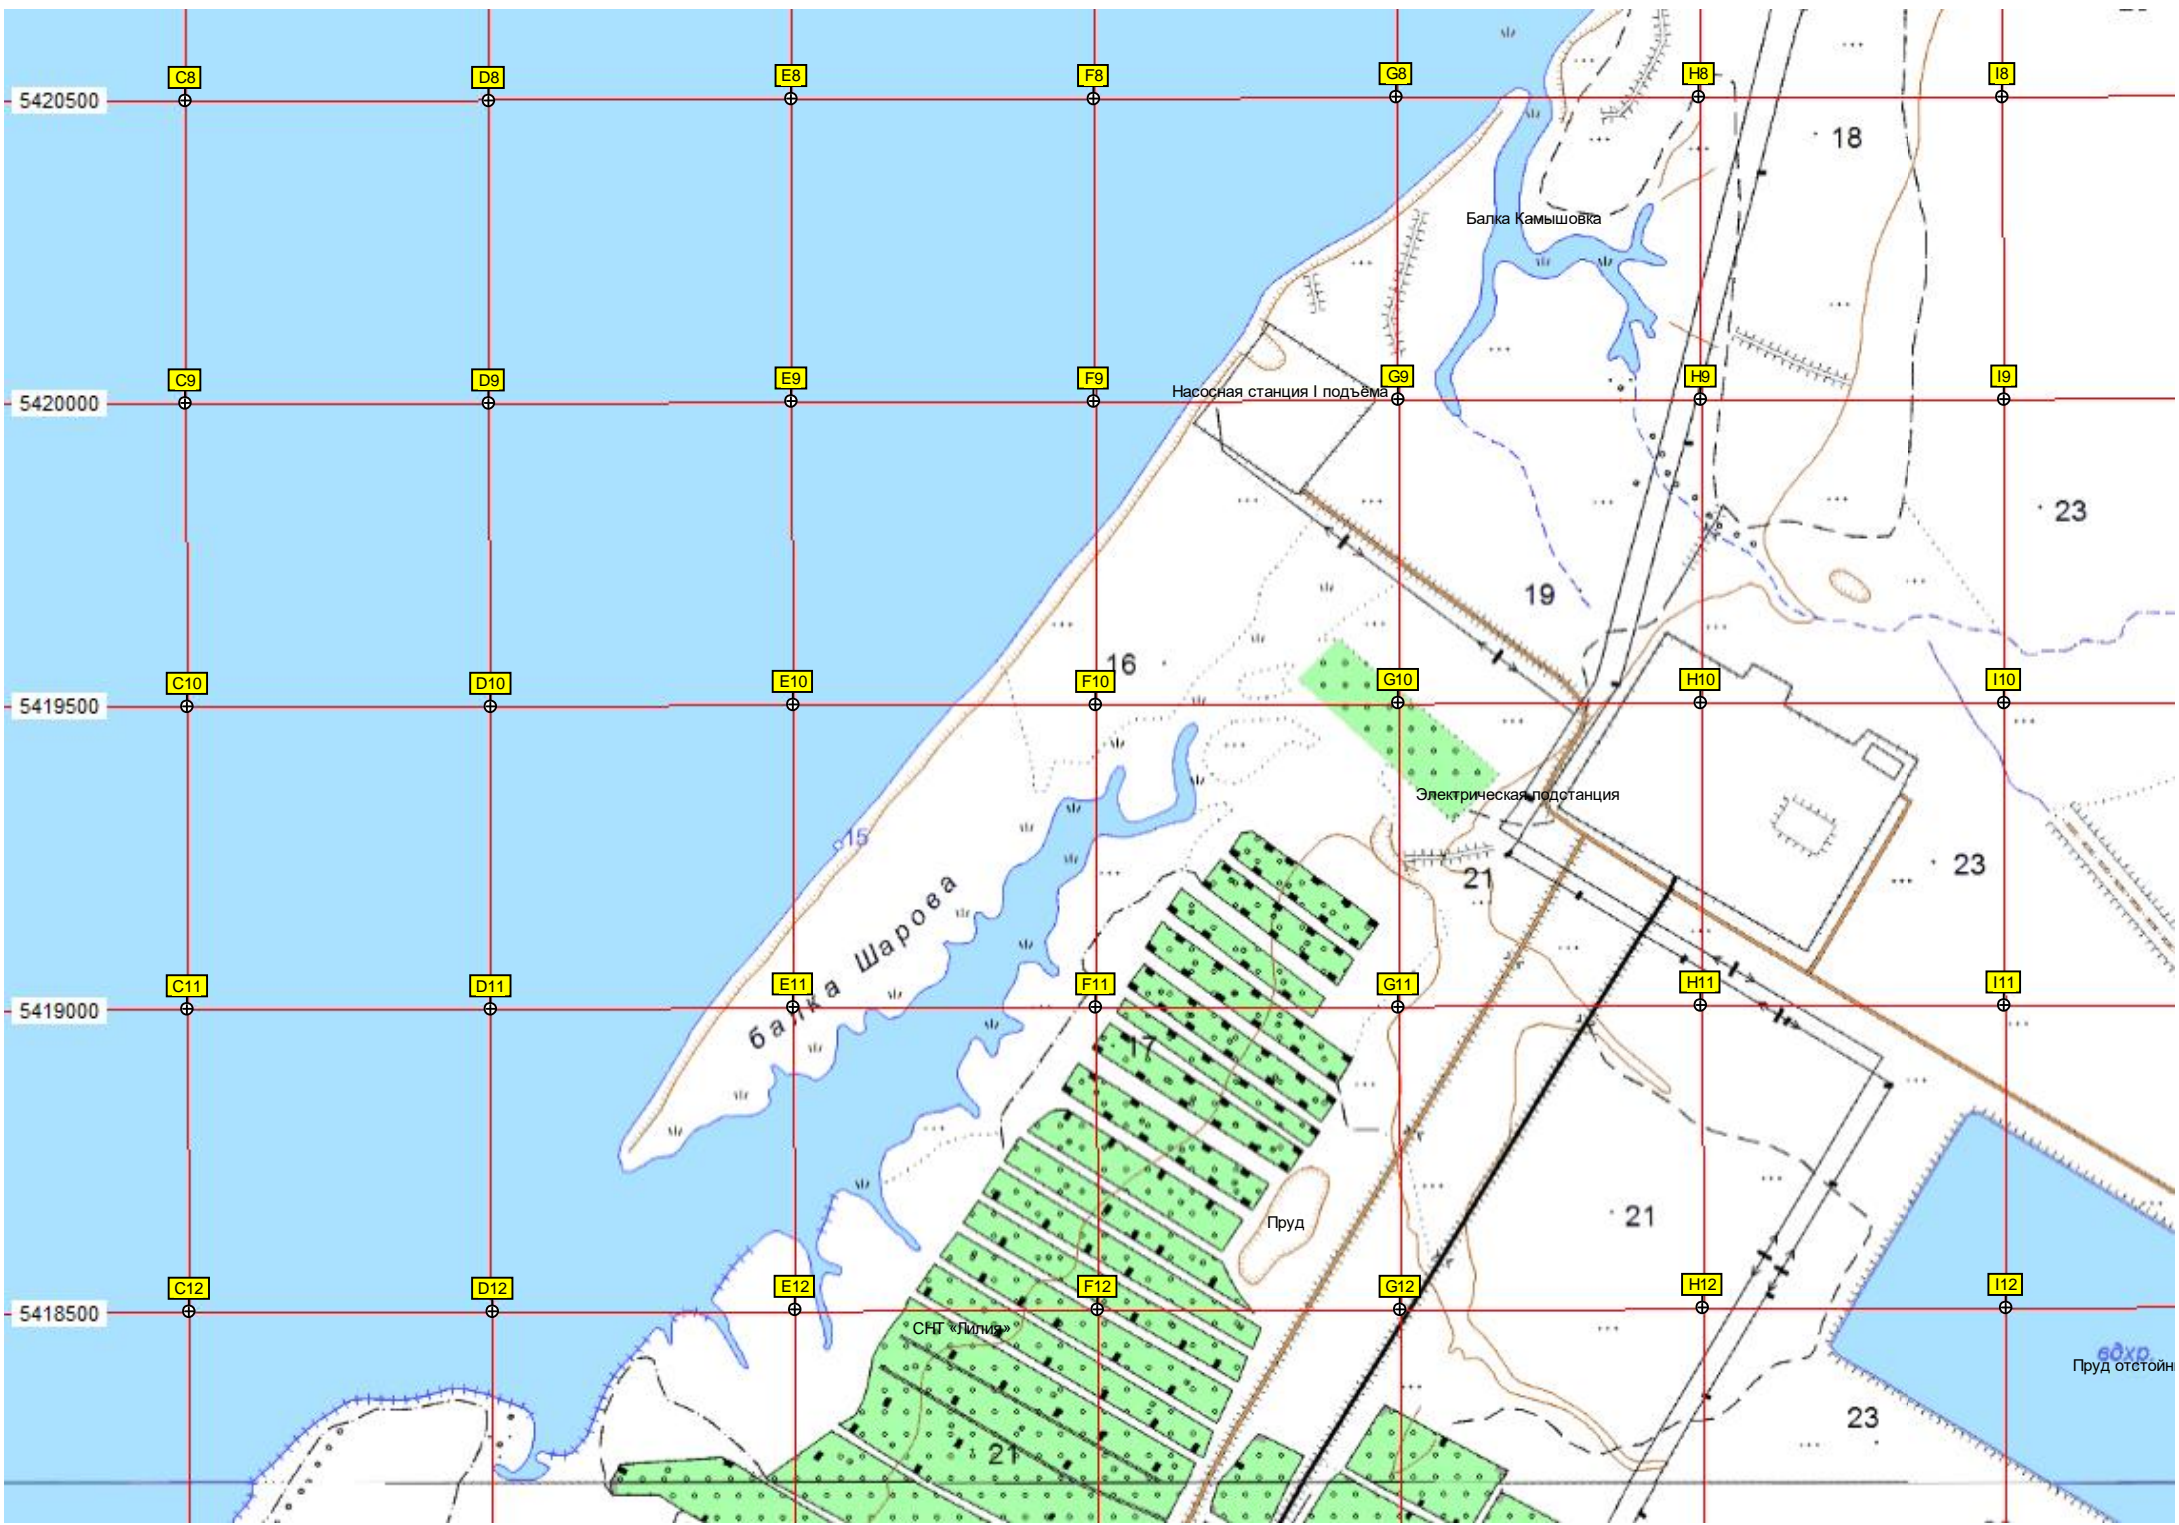 C8 D8 E8 F8 G8 H8 I8
5420500
18
Балка Камышовка
C9 D9 E9 F9 G9 H9 I9
Насосная станция I подъёма
5420000
23
19
16
C10 D10 E10 F10 G10 H10 I10
5419500
Электрическая подстанция
15
21
23
балка Шарова
C11 D11 E11 F11 G11 H11 I11
5419000
17
21
Пруд
C12 D12 E12 F12 G12 H12 I12
5418500
СНТ «Лилия»
вдхр.
Пруд отстойн
23
21